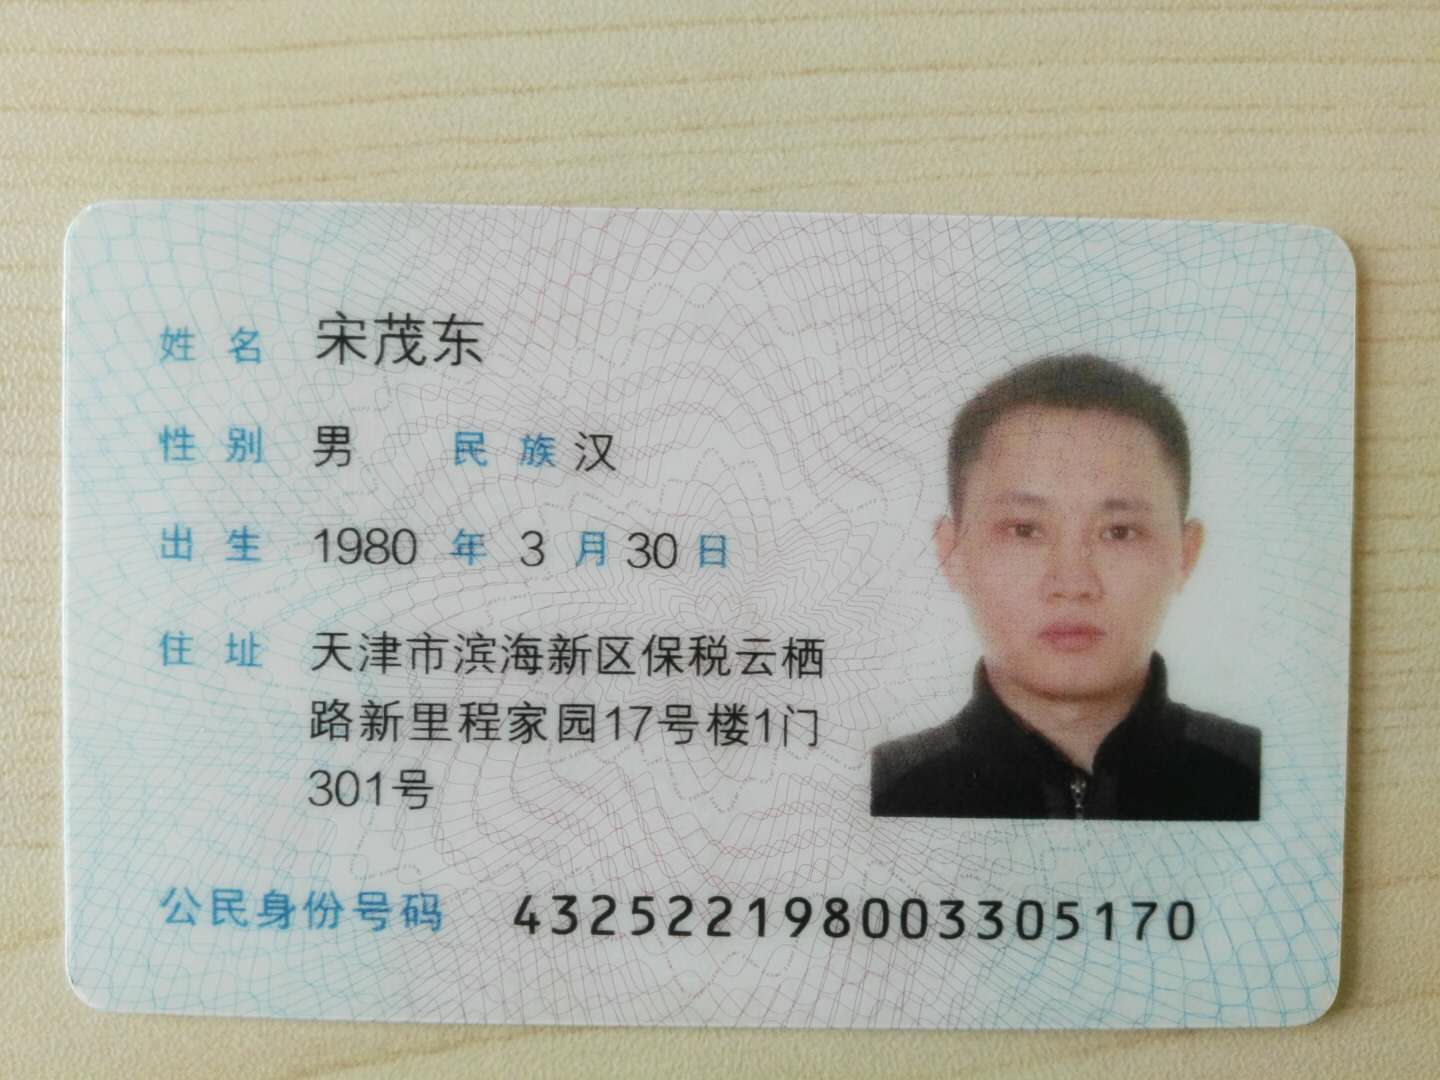 姓名 宋茂东
性别 男 民族 汉
出生 1980 年 3 月 30 日
住址 天津市滨海新区保税云栖
路新里程家园17号楼1门
301号
公民身份号码 432522198003305170